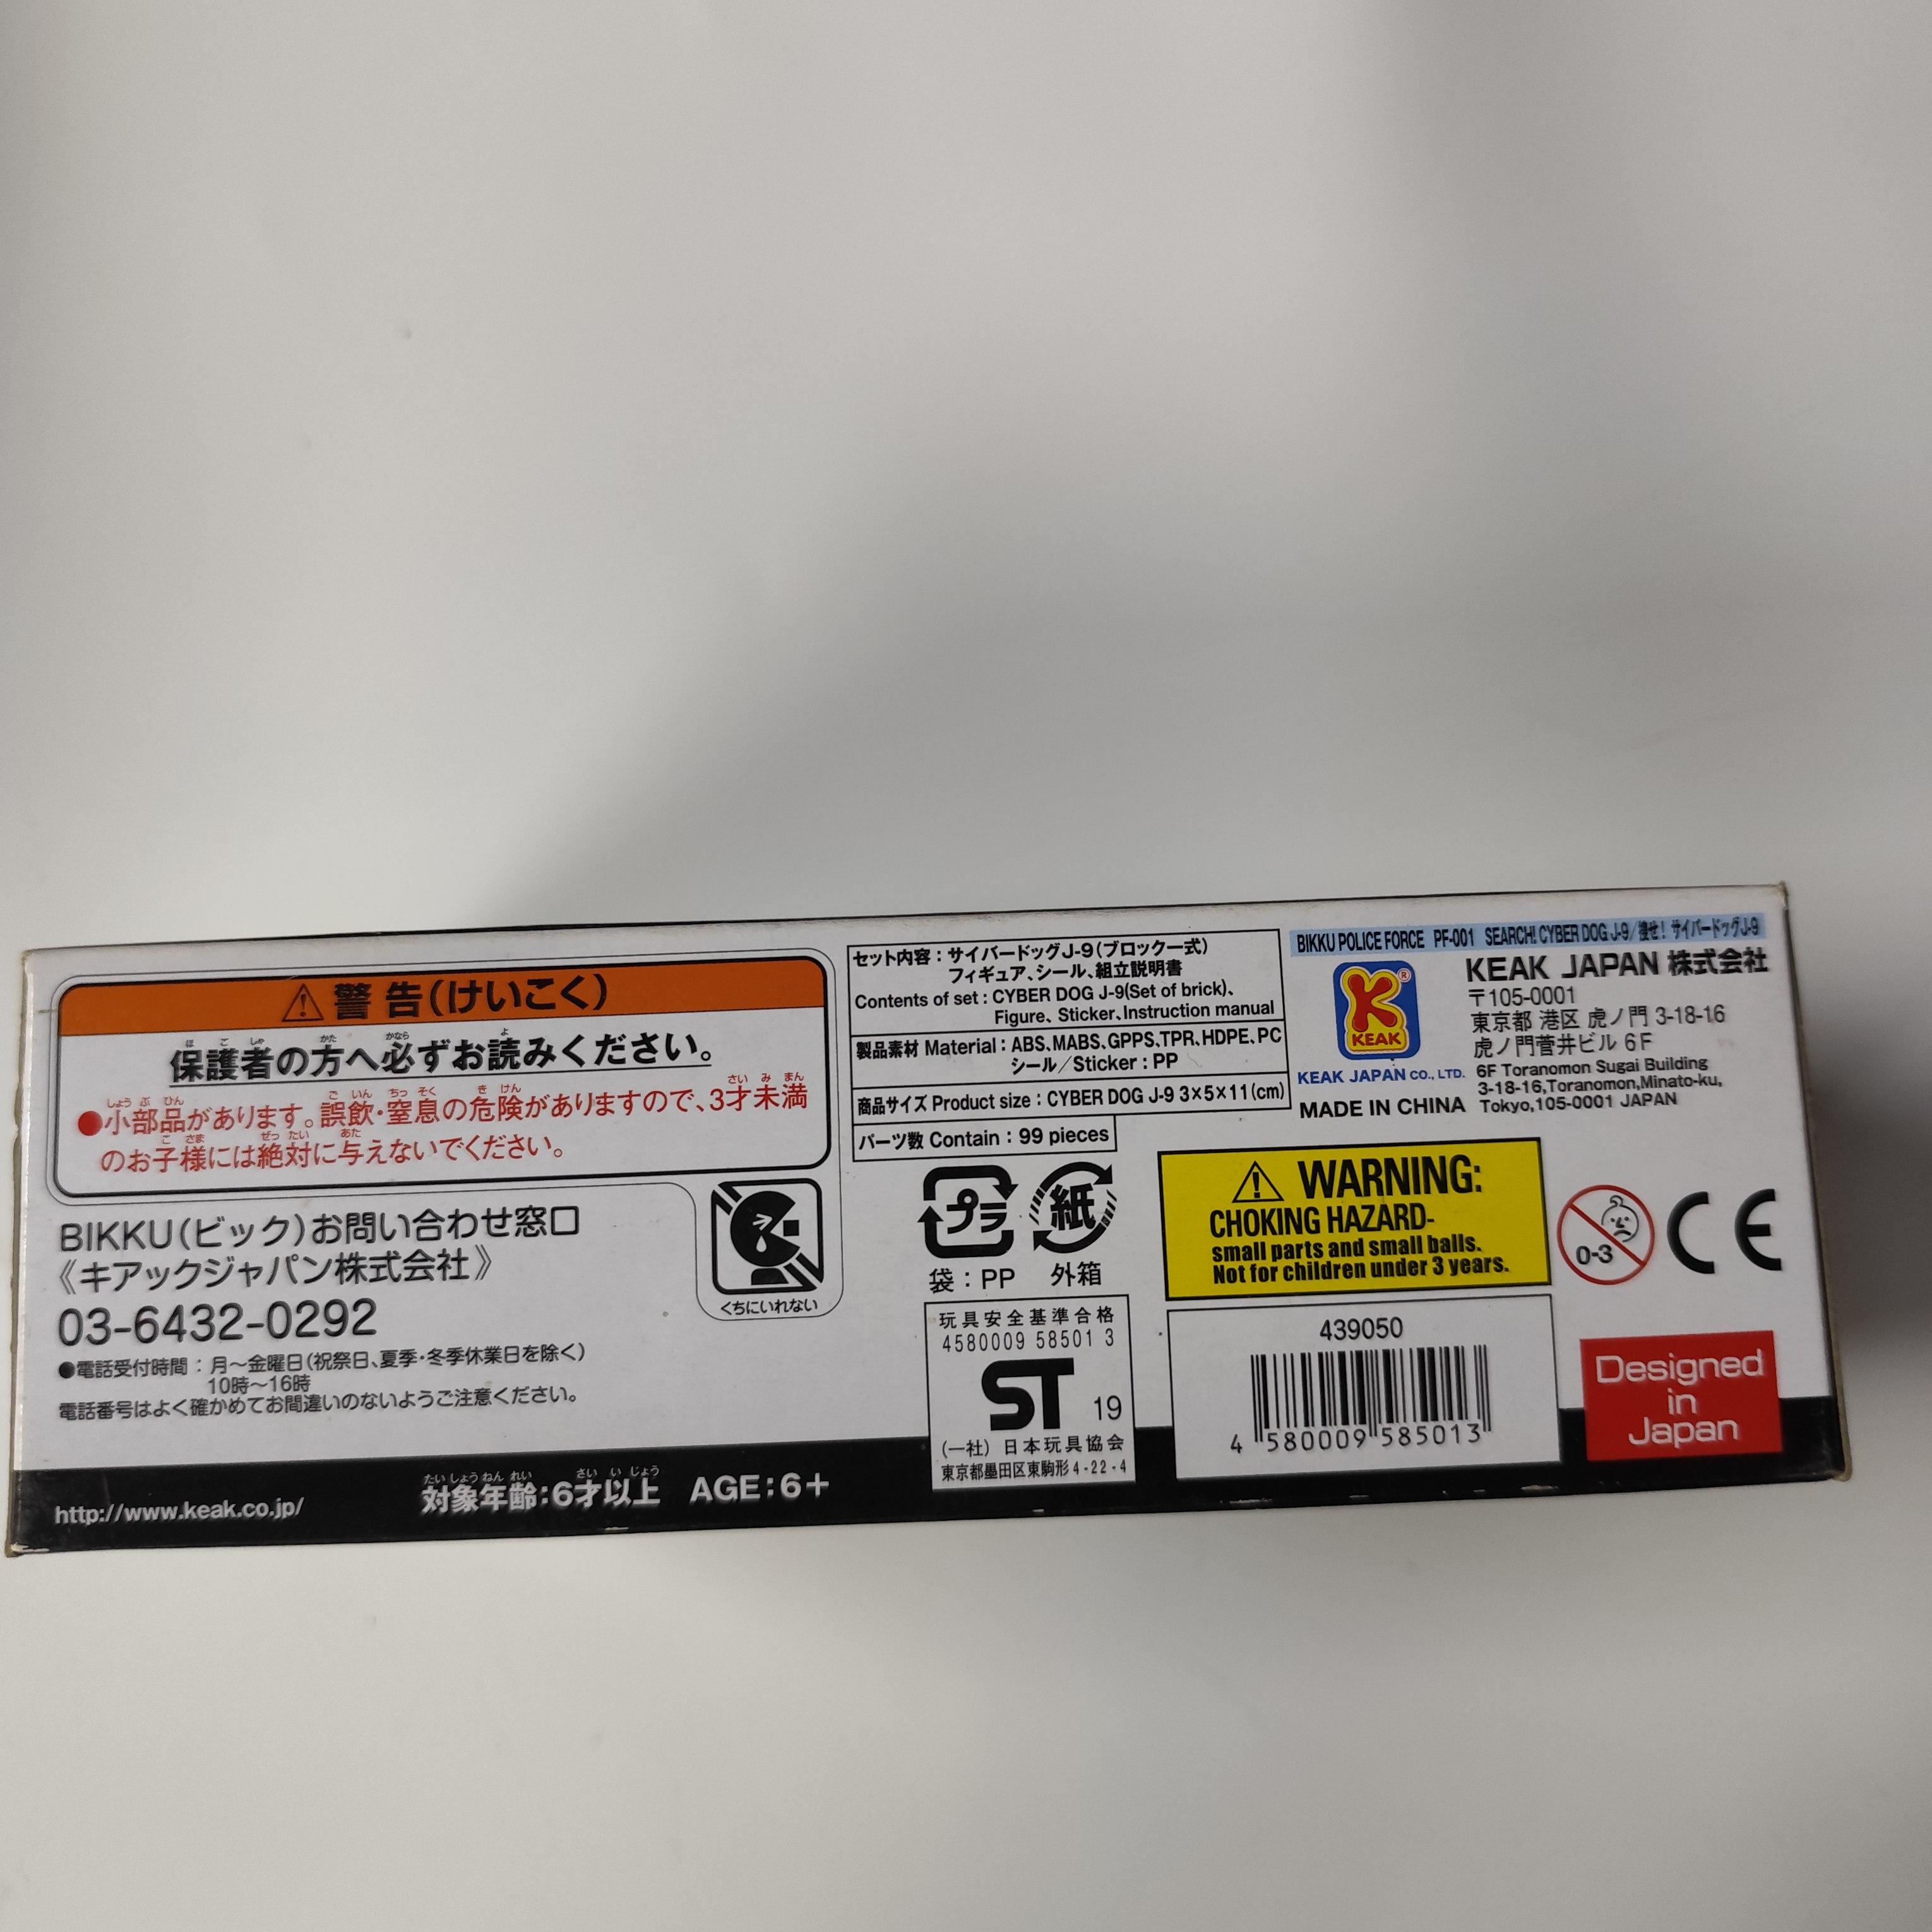 警告(けいこく)
保護者の方へ必ずお読みください。
●小部品があります。誤飲・窒息の危険がありますので、3才未満
のお子様には絶対に与えないでください。
くちにいれない
BIKKU(ビック)お問い合わせ窓口
《キアックジャパン株式会社》
03-6432-0292
●電話受付時間：月～金曜日(祝祭日、夏季・冬季休業日を除く)
10時～16時
電話番号はよく確かめてお間違いのないようご注意ください。
http://www.keak.co.jp/
対象年齢：6才以上 AGE：6+
セット内容：サイバードッグJ-9(ブロック一式)
フィギュア、シール、組立説明書
Contents of set : CYBER DOG J-9(Set of brick)、
Figure、Sticker、Instruction manual
製品素材 Material：ABS、MABS、GPPS、TPR、HDPE、PC
シール／Sticker：PP
商品サイズ Product size：CYBER DOG J-9 3×5×11(cm)
パーツ数 Contain：99 pieces
プラ
紙
袋：PP 外箱
玩具安全基準合格
4580009 58501 3
ST 19
(一社) 日本玩具協会
東京都墨田区東駒形4-22-4
BIKKU POLICE FORCE PF-001 SEARCH! CYBER DOG J-9/捜せ！サイバードッグJ-9
K
KEAK
®
KEAK JAPAN CO., LTD.
MADE IN CHINA
KEAK JAPAN 株式会社
〒105-0001
東京都 港区 虎ノ門 3-18-16
虎ノ門菅井ビル 6F
6F Toranomon Sugai Building
3-18-16,Toranomon,Minato-ku,
Tokyo,105-0001 JAPAN
WARNING:
CHOKING HAZARD-
small parts and small balls.
Not for children under 3 years.
0-3
CE
439050
4 580009 585013
Designed
in
Japan